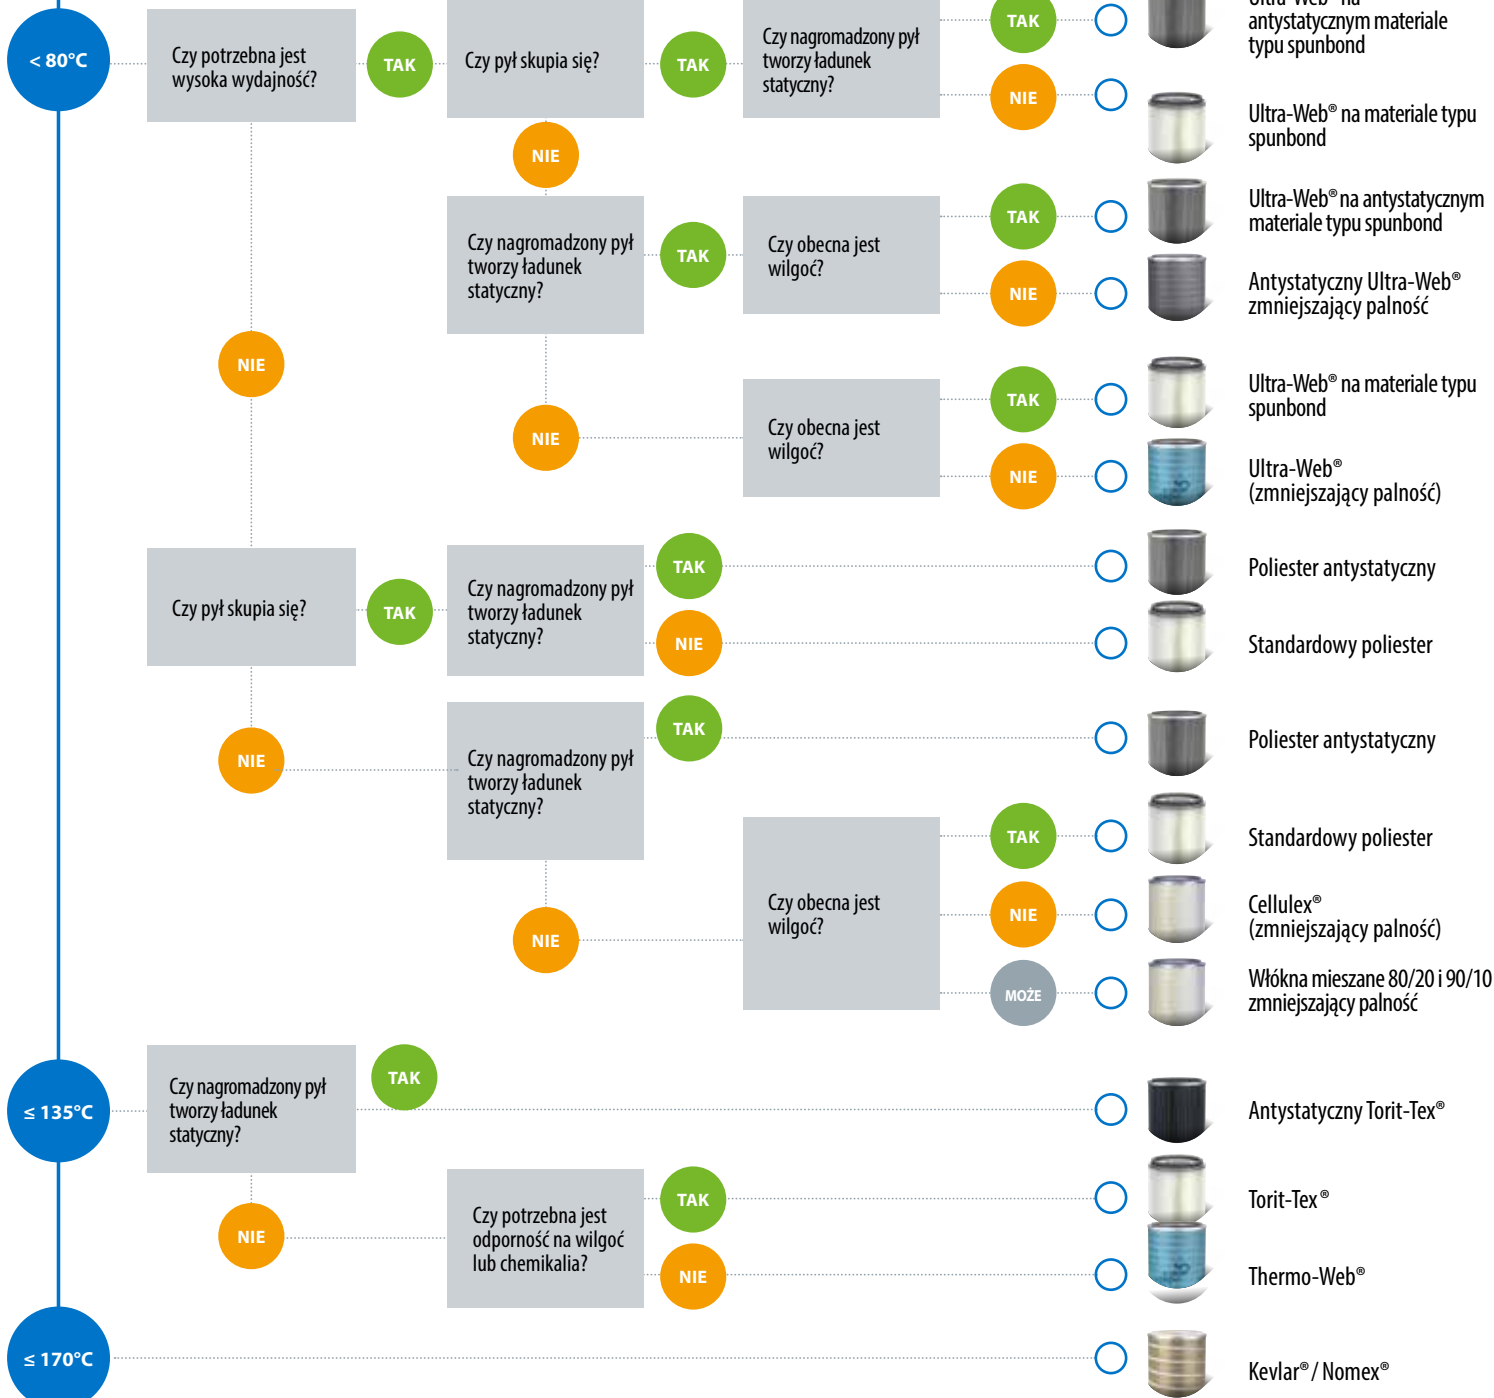 < 80°C
Czy potrzebna jest
wysoka wydajność?
TAK
Czy pył skupia się?
TAK
Czy nagromadzony pył
tworzy ładunek
statyczny?
TAK
Ultra-Web® na
antystatycznym materiale
typu spunbond
NIE
Ultra-Web® na materiale typu
spunbond
NIE
Czy nagromadzony pył
tworzy ładunek
statyczny?
TAK
Czy obecna jest
wilgoć?
TAK
Ultra-Web® na antystatycznym
materiale typu spunbond
NIE
Antystatyczny Ultra-Web®
zmniejszający palność
NIE
NIE
Czy obecna jest
wilgoć?
TAK
Ultra-Web® na materiale typu
spunbond
NIE
Ultra-Web®
(zmniejszający palność)
Czy pył skupia się?
TAK
Czy nagromadzony pył
tworzy ładunek
statyczny?
TAK
Poliester antystatyczny
NIE
Standardowy poliester
NIE
Czy nagromadzony pył
tworzy ładunek
statyczny?
TAK
Poliester antystatyczny
NIE
Czy obecna jest
wilgoć?
TAK
Standardowy poliester
NIE
Cellulex®
(zmniejszający palność)
MOŻE
Włókna mieszane 80/20 i 90/10
zmniejszający palność
≤ 135°C
Czy nagromadzony pył
tworzy ładunek
statyczny?
TAK
Antystatyczny Torit-Tex®
NIE
Czy potrzebna jest
odporność na wilgoć
lub chemikalia?
TAK
Torit-Tex®
NIE
Thermo-Web®
≤ 170°C
Kevlar® / Nomex®